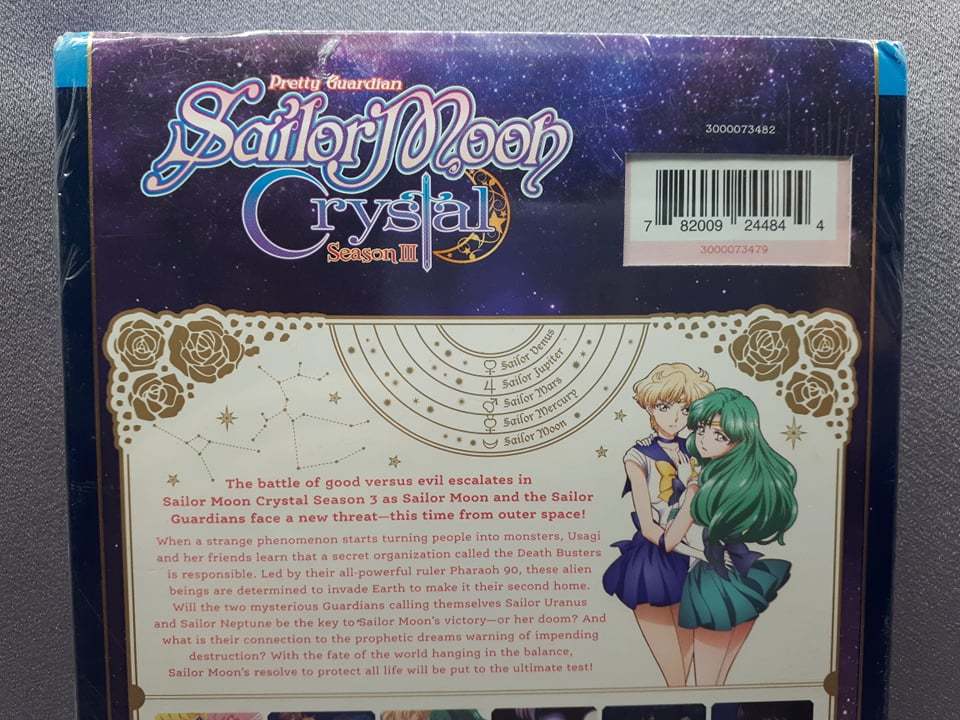 Pretty Guardian
Sailor Moon
Crystal
Season III
3000073482
7 82009 24484 4
3000073479
Sailor Venus
Sailor Jupiter
Sailor Mars
Sailor Mercury
Sailor Moon
The battle of good versus evil escalates in
Sailor Moon Crystal Season 3 as Sailor Moon and the Sailor
Guardians face a new threat—this time from outer space!
When a strange phenomenon starts turning people into monsters, Usagi
and her friends learn that a secret organization called the Death Busters
is responsible. Led by their all-powerful ruler Pharaoh 90, these alien
beings are determined to invade Earth to make it their second home.
Will the two mysterious Guardians calling themselves Sailor Uranus
and Sailor Neptune be the key to Sailor Moon's victory—or her doom? And
what is their connection to the prophetic dreams warning of impending
destruction? With the fate of the world hanging in the balance,
Sailor Moon's resolve to protect all life will be put to the ultimate test!